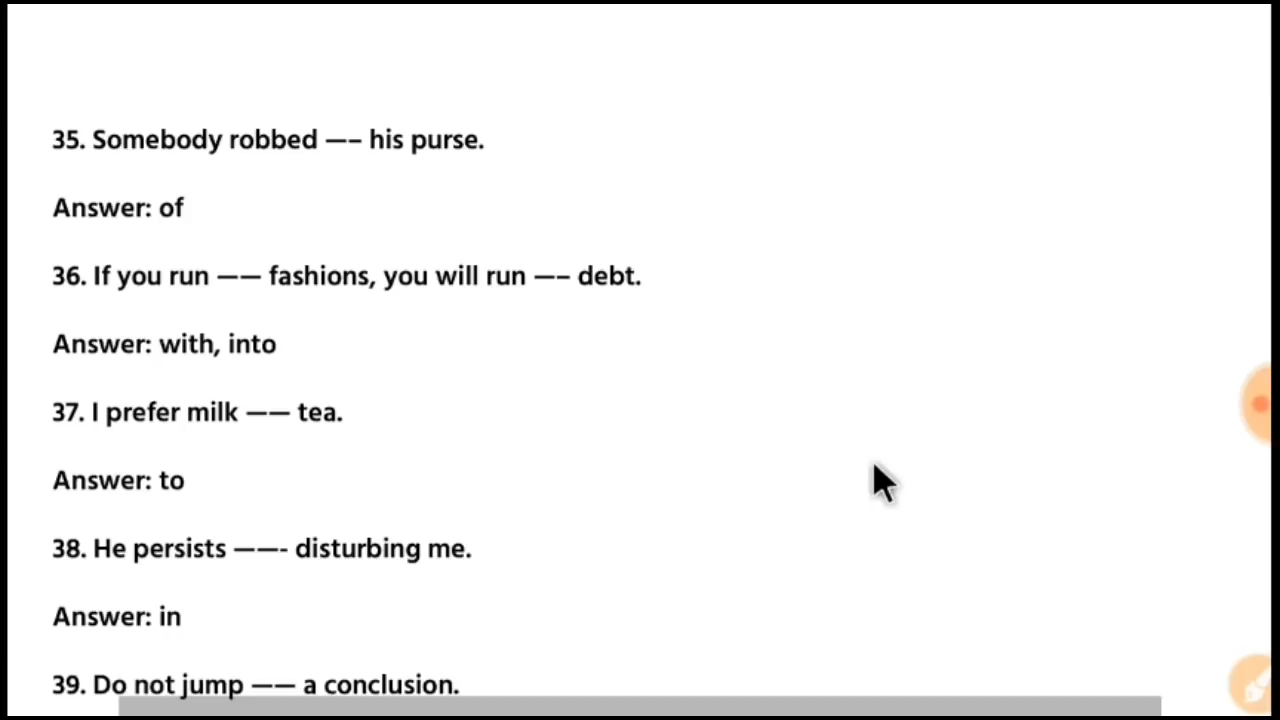 35. Somebody robbed —– his purse.
Answer: of
36. If you run —— fashions, you will run —– debt.
Answer: with, into
37. I prefer milk —— tea.
Answer: to
38. He persists ——- disturbing me.
Answer: in
39. Do not jump —— a conclusion.